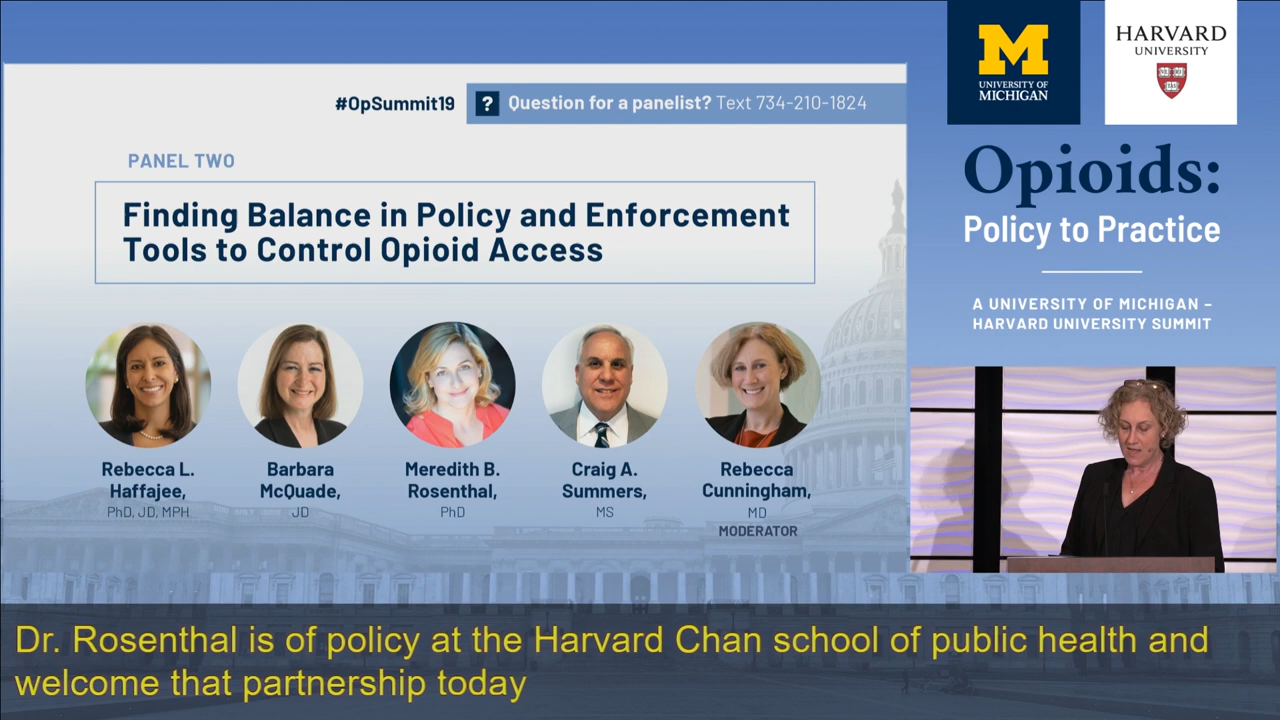 #OpSummit19
? Question for a panelist? Text 734-210-1824
PANEL TWO
Finding Balance in Policy and Enforcement
Tools to Control Opioid Access
Rebecca L.
Haffajee,
PhD, JD, MPH
Barbara
McQuade,
JD
Meredith B.
Rosenthal,
PhD
Craig A.
Summers,
MS
Rebecca
Cunningham,
MD
MODERATOR
M
UNIVERSITY OF
MICHIGAN
HARVARD
UNIVERSITY
Opioids:
Policy to Practice
A UNIVERSITY OF MICHIGAN –
HARVARD UNIVERSITY SUMMIT
Dr. Rosenthal is of policy at the Harvard Chan school of public health and
welcome that partnership today